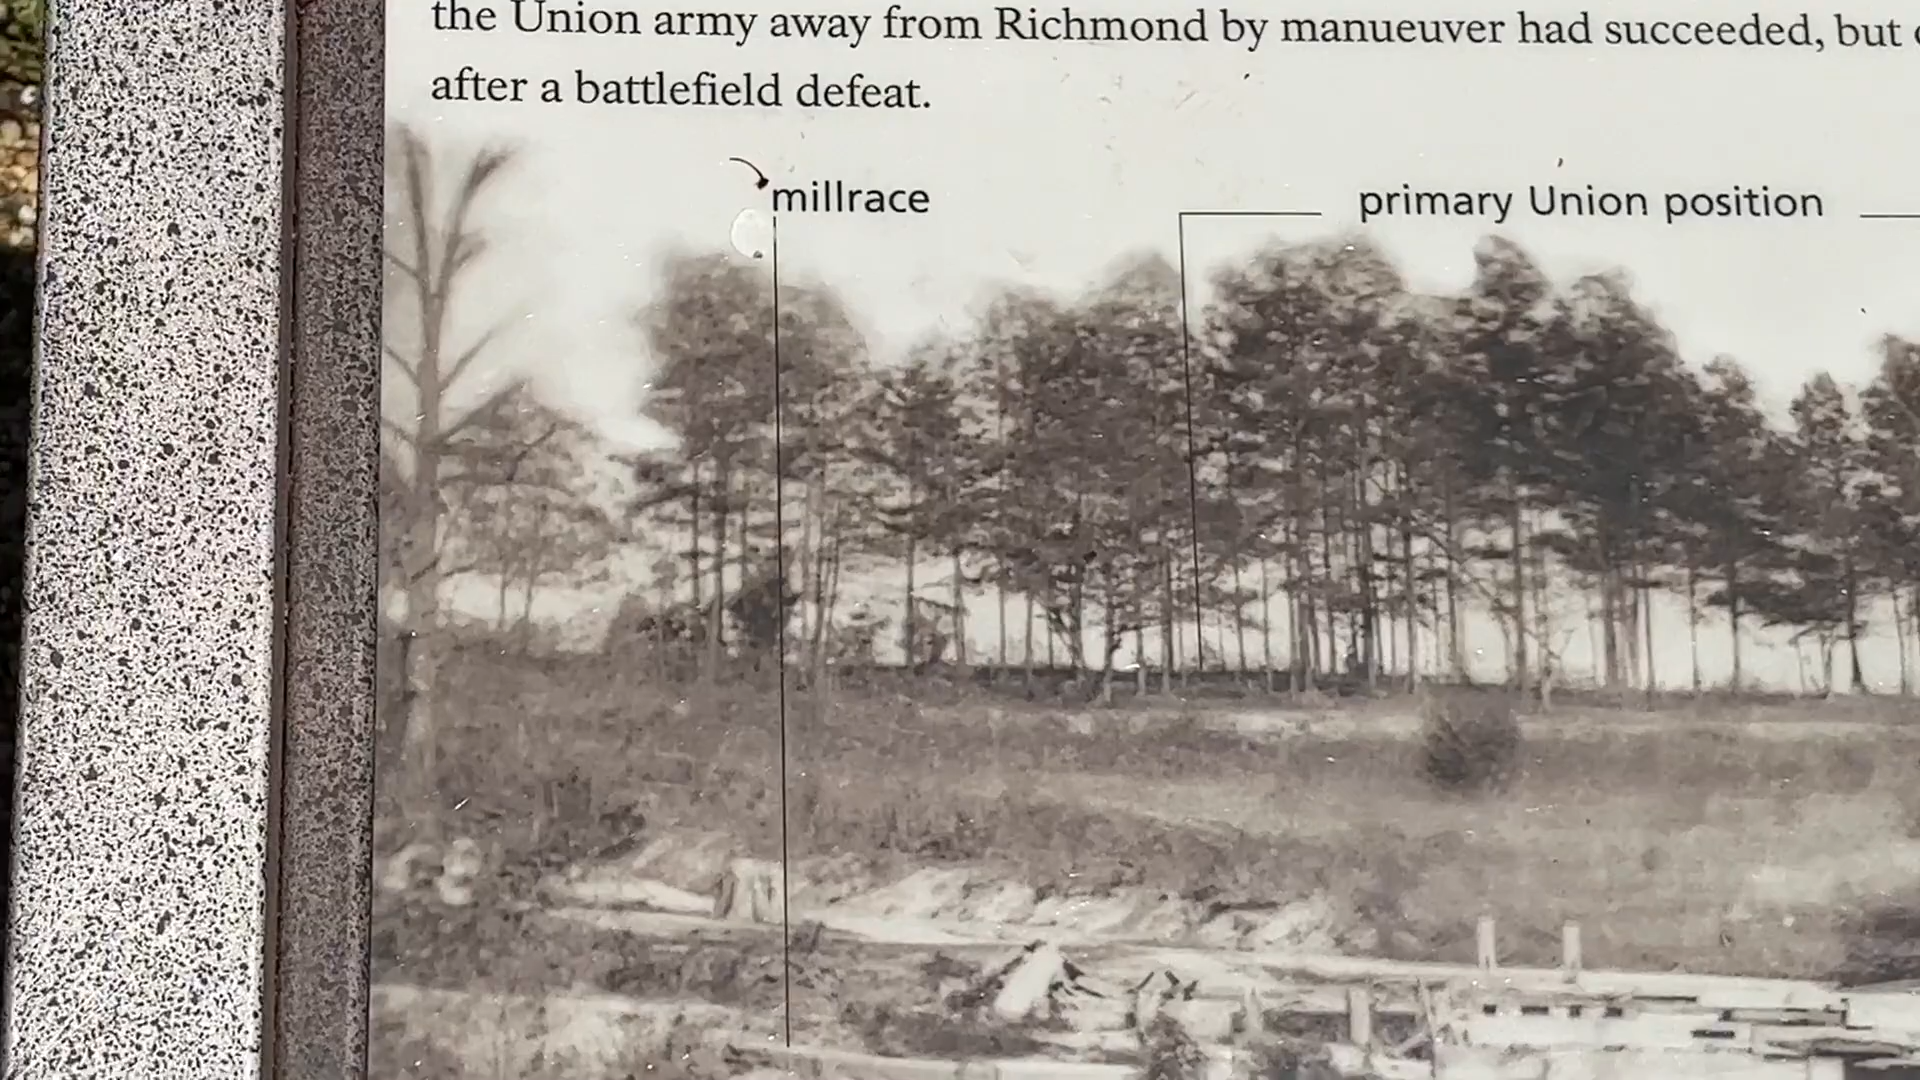 the Union army away from Richmond by manueuver had succeeded, but
after a battlefield defeat.
millrace
primary Union position